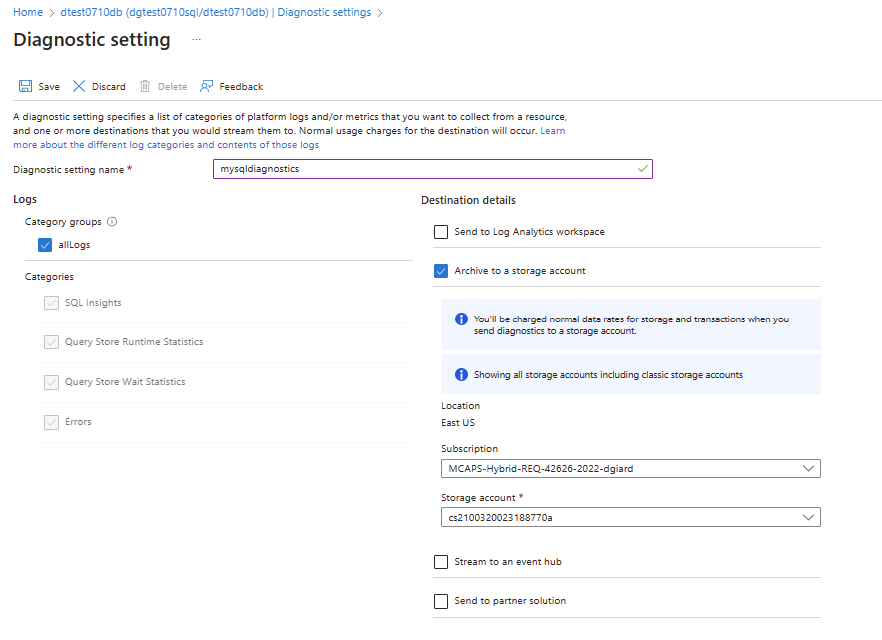 Home > dtest0710db (dgtest0710sql/dtest0710db) | Diagnostic settings >
Diagnostic setting ...
Save Discard Delete Feedback
A diagnostic setting specifies a list of categories of platform logs and/or metrics that you want to collect from a resource,
and one or more destinations that you would stream them to. Normal usage charges for the destination will occur. Learn
more about the different log categories and contents of those logs
Diagnostic setting name * mysqldiagnostics
Logs
Category groups
allLogs
Categories
SQL Insights
Query Store Runtime Statistics
Query Store Wait Statistics
Errors
Destination details
Send to Log Analytics workspace
Archive to a storage account
You'll be charged normal data rates for storage and transactions when you
send diagnostics to a storage account.
Showing all storage accounts including classic storage accounts
Location
East US
Subscription
MCAPS-Hybrid-REQ-42626-2022-dgiard
Storage account *
cs2100320023188770a
Stream to an event hub
Send to partner solution